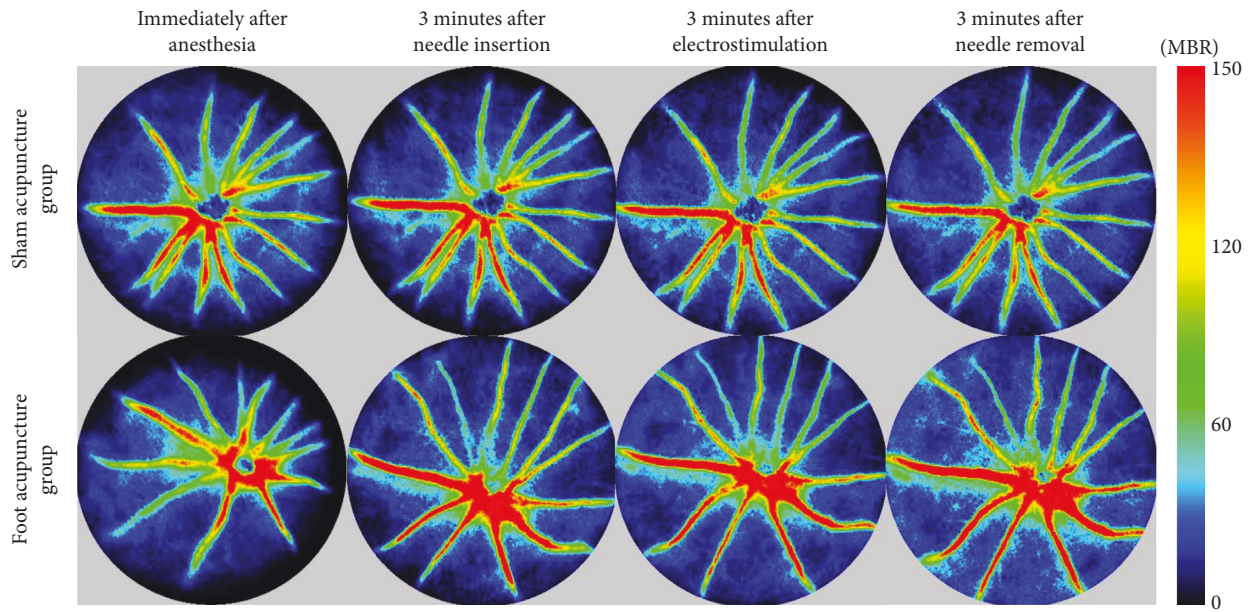 Immediately after
anesthesia
3 minutes after
needle insertion
3 minutes after
electrostimulation
3 minutes after
needle removal
(MBR)
150
120
60
0
Sham acupuncture
group
Foot acupuncture
group